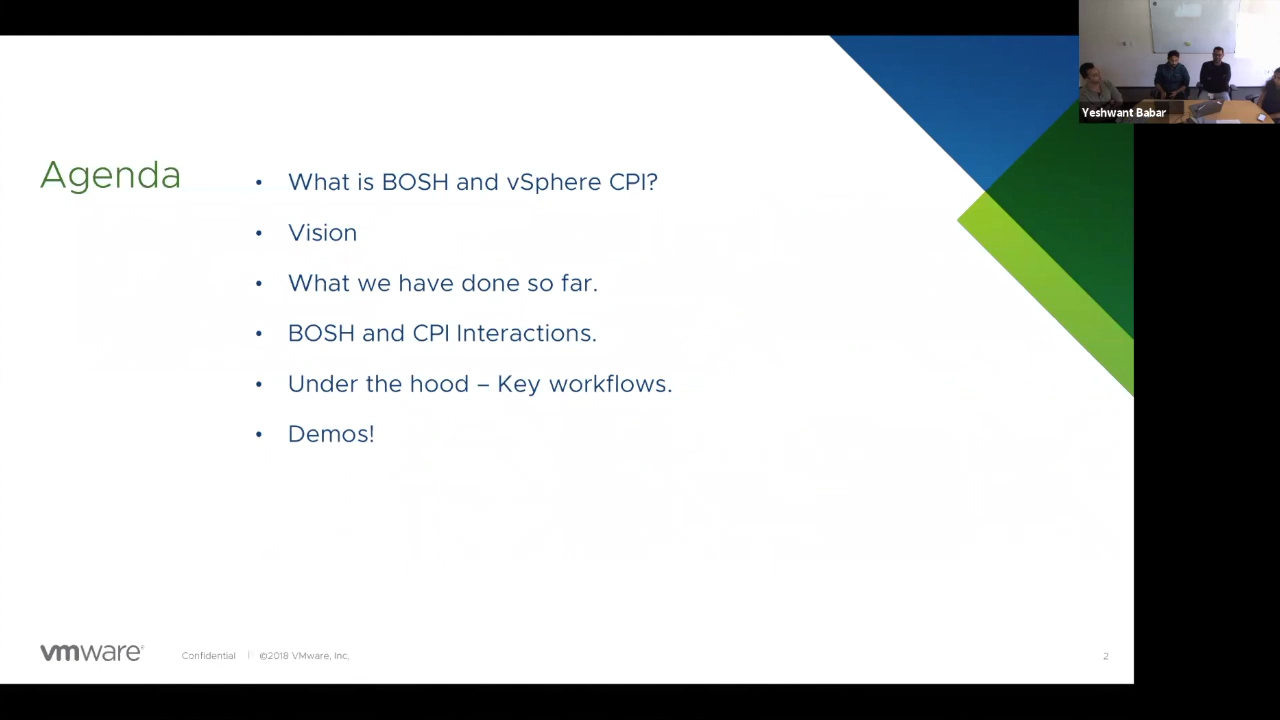 Yeshwant Babar
Agenda
• What is BOSH and vSphere CPI?
• Vision
• What we have done so far.
• BOSH and CPI Interactions.
• Under the hood – Key workflows.
• Demos!
vmware®
Confidential | ©2018 VMware, Inc.
2